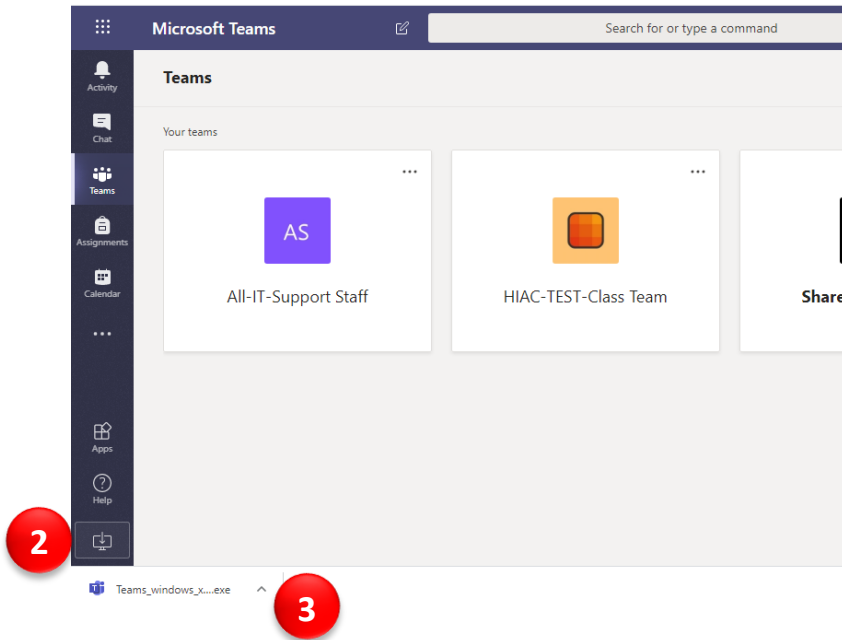 Microsoft Teams
Search for or type a command
Activity
Chat
Teams
Assignments
Calendar
Apps
Help
Teams
Your teams
AS
All-IT-Support Staff
HIAC-TEST-Class Team
Share
2
Teams_windows_x....exe
3